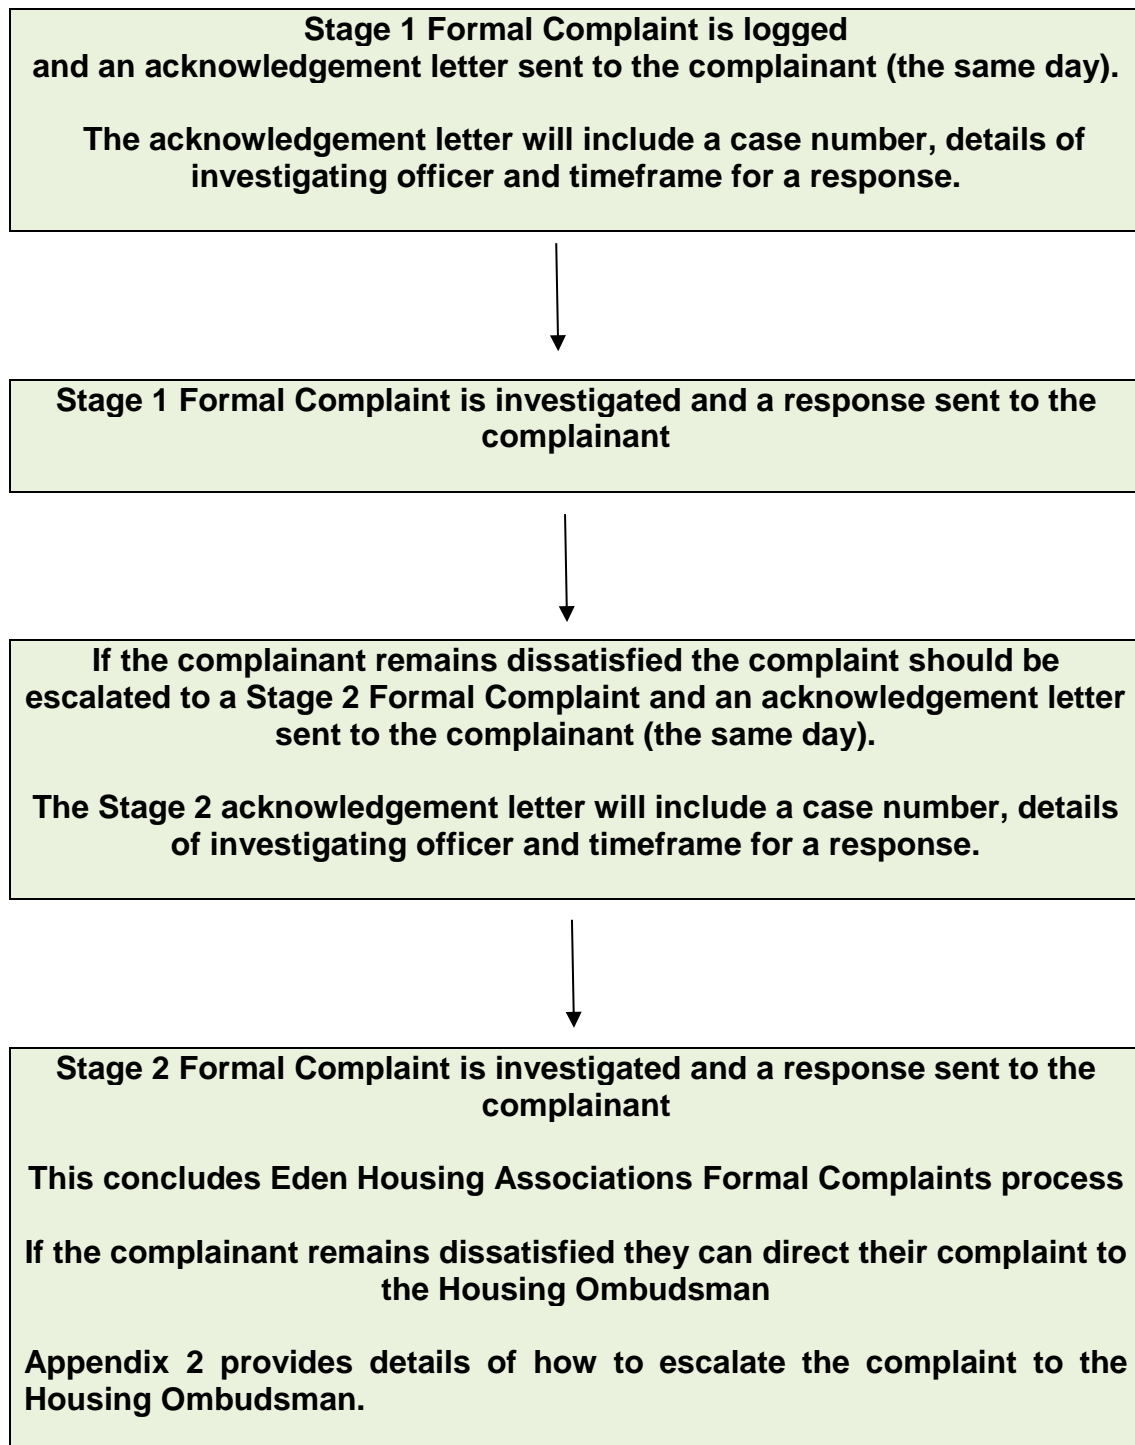 Stage 1 Formal Complaint is logged
and an acknowledgement letter sent to the complainant (the same day).
The acknowledgement letter will include a case number, details of
investigating officer and timeframe for a response.
Stage 1 Formal Complaint is investigated and a response sent to the
complainant
If the complainant remains dissatisfied the complaint should be
escalated to a Stage 2 Formal Complaint and an acknowledgement letter
sent to the complainant (the same day).
The Stage 2 acknowledgement letter will include a case number, details
of investigating officer and timeframe for a response.
Stage 2 Formal Complaint is investigated and a response sent to the
complainant
This concludes Eden Housing Associations Formal Complaints process
If the complainant remains dissatisfied they can direct their complaint to
the Housing Ombudsman
Appendix 2 provides details of how to escalate the complaint to the
Housing Ombudsman.